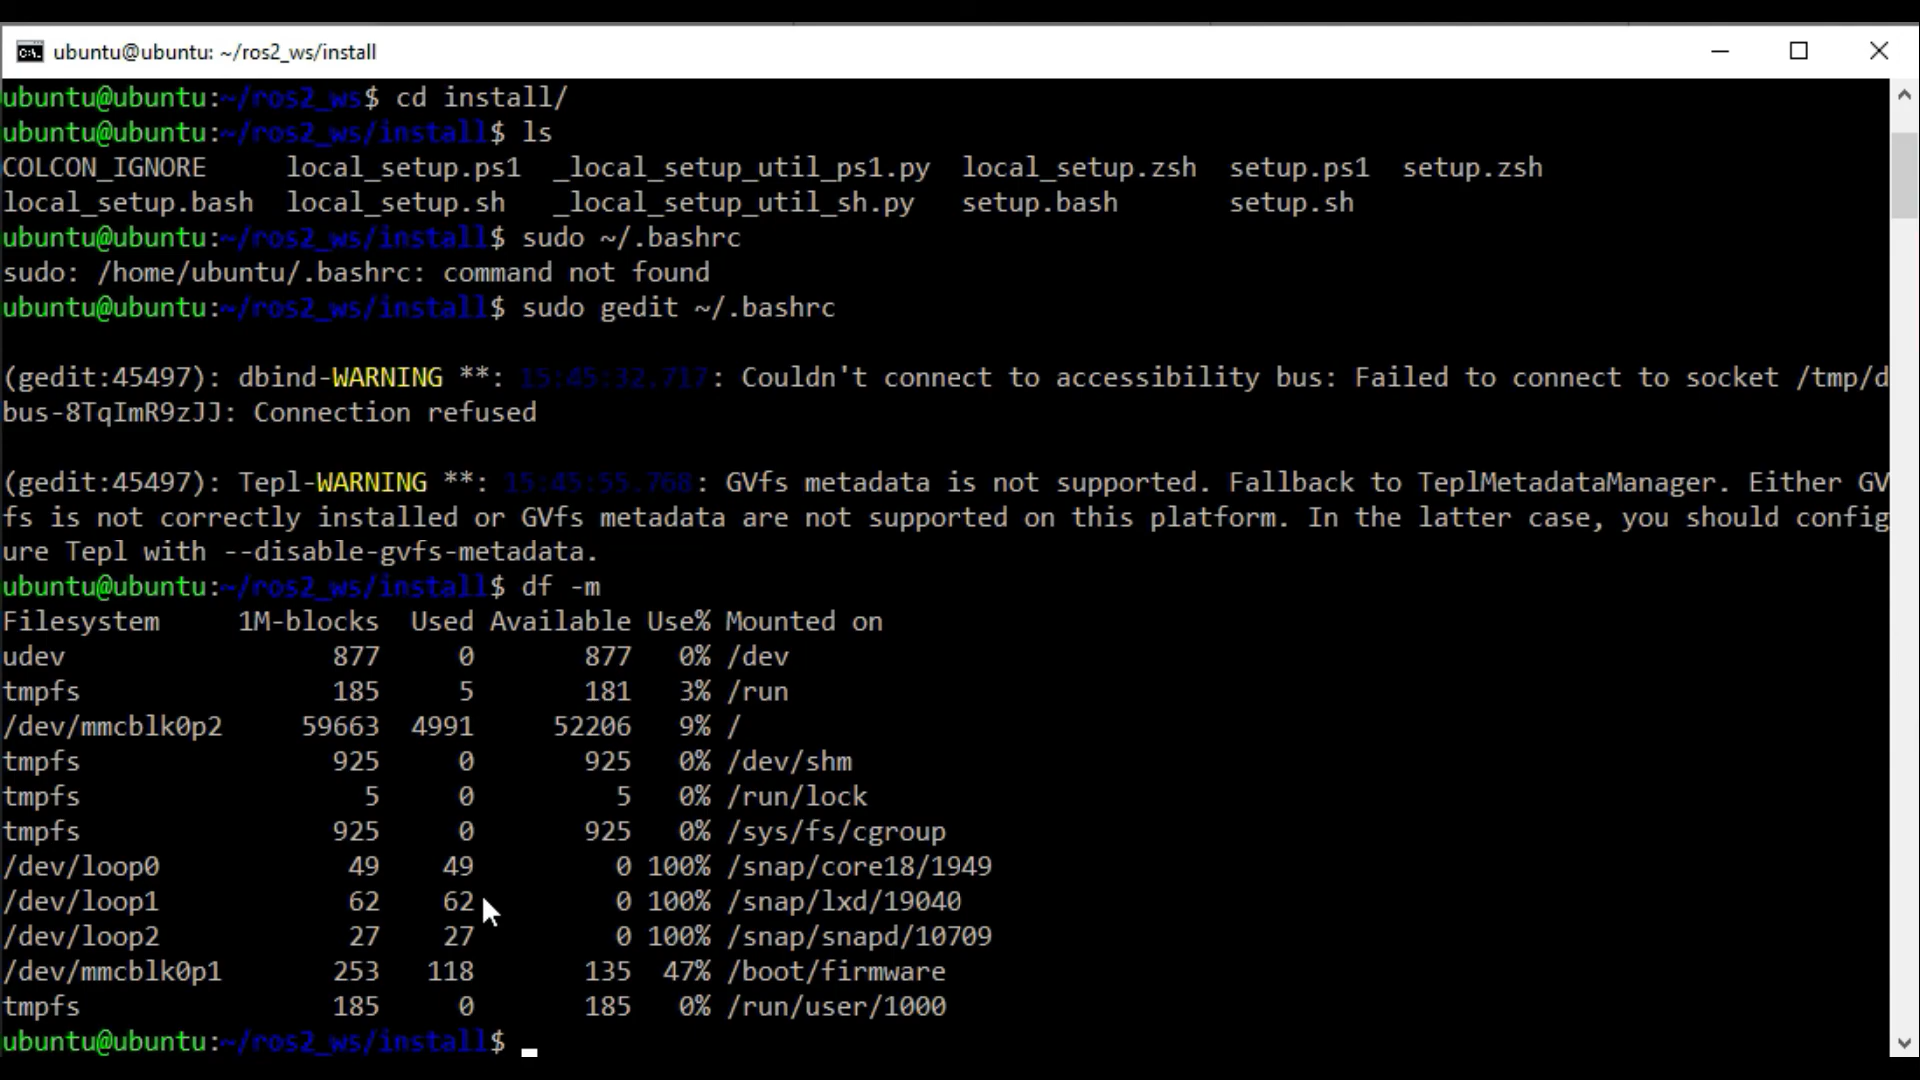 ubuntu@ubuntu: ~/ros2_ws/install
ubuntu@ubuntu:~/ros2_ws$ cd install/
ubuntu@ubuntu:~/ros2_ws/install$ ls
COLCON_IGNORE local_setup.ps1 _local_setup_util_ps1.py local_setup.zsh setup.ps1 setup.zsh
local_setup.bash local_setup.sh _local_setup_util_sh.py setup.bash setup.sh
ubuntu@ubuntu:~/ros2_ws/install$ sudo ~/.bashrc
sudo: /home/ubuntu/.bashrc: command not found
ubuntu@ubuntu:~/ros2_ws/install$ sudo gedit ~/.bashrc
(gedit:45497): dbind-WARNING **: 15:45:32.717: Couldn't connect to accessibility bus: Failed to connect to socket /tmp/d
bus-8TqImR9zJJ: Connection refused
(gedit:45497): Tepl-WARNING **: 15:45:55.768: GVfs metadata is not supported. Fallback to TeplMetadataManager. Either GV
fs is not correctly installed or GVfs metadata are not supported on this platform. In the latter case, you should config
ure Tepl with --disable-gvfs-metadata.
ubuntu@ubuntu:~/ros2_ws/install$ df -m
Filesystem 1M-blocks Used Available Use% Mounted on
udev 877 0 877 0% /dev
tmpfs 185 5 181 3% /run
/dev/mmcblk0p2 59663 4991 52206 9% /
tmpfs 925 0 925 0% /dev/shm
tmpfs 5 0 5 0% /run/lock
tmpfs 925 0 925 0% /sys/fs/cgroup
/dev/loop0 49 49 0 100% /snap/core18/1949
/dev/loop1 62 62 0 100% /snap/lxd/19040
/dev/loop2 27 27 0 100% /snap/snapd/10709
/dev/mmcblk0p1 253 118 135 47% /boot/firmware
tmpfs 185 0 185 0% /run/user/1000
ubuntu@ubuntu:~/ros2_ws/install$